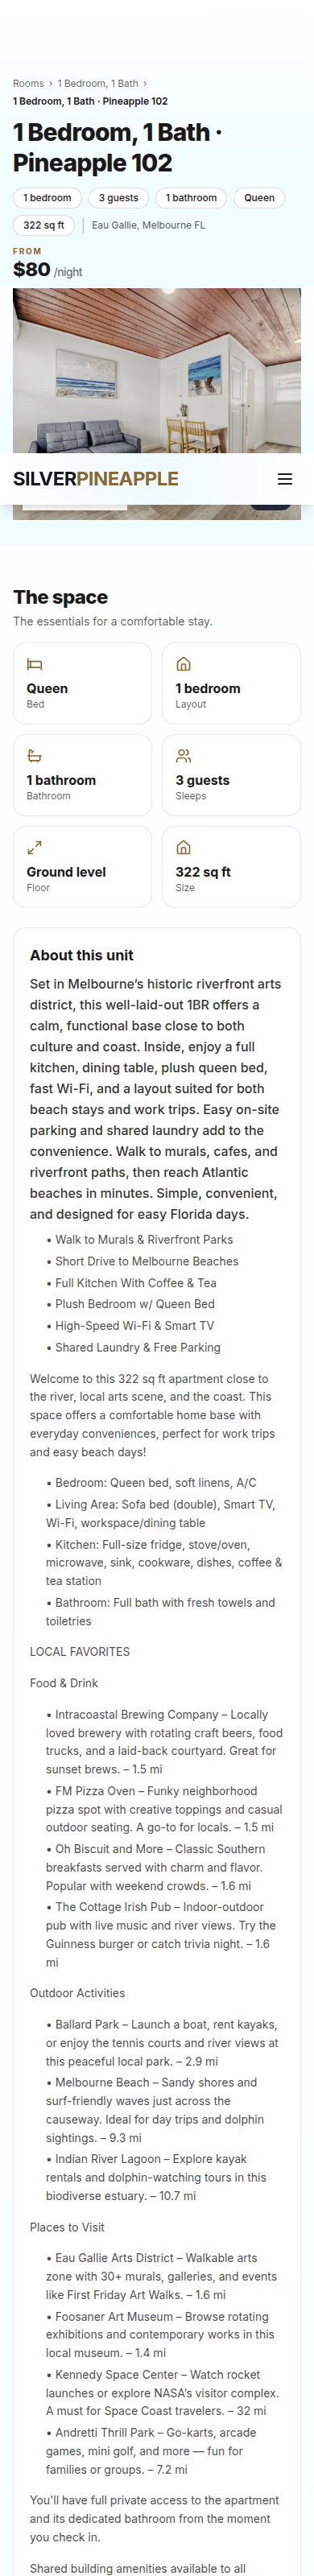 Rooms › 1 Bedroom, 1 Bath ›
1 Bedroom, 1 Bath · Pineapple 102
1 Bedroom, 1 Bath ·
Pineapple 102
1 bedroom 3 guests 1 bathroom Queen
322 sq ft Eau Gallie, Melbourne FL
FROM
$80 /night
SILVERPINEAPPLE
The space
The essentials for a comfortable stay.
Queen
Bed
1 bedroom
Layout
1 bathroom
Bathroom
3 guests
Sleeps
Ground level
Floor
322 sq ft
Size
About this unit
Set in Melbourne’s historic riverfront arts
district, this well-laid-out 1BR offers a
calm, functional base close to both
culture and coast. Inside, enjoy a full
kitchen, dining table, plush queen bed,
fast Wi-Fi, and a layout suited for both
beach stays and work trips. Easy on-site
parking and shared laundry add to the
convenience. Walk to murals, cafes, and
riverfront paths, then reach Atlantic
beaches in minutes. Simple, convenient,
and designed for easy Florida days.
• Walk to Murals & Riverfront Parks
• Short Drive to Melbourne Beaches
• Full Kitchen With Coffee & Tea
• Plush Bedroom w/ Queen Bed
• High-Speed Wi-Fi & Smart TV
• Shared Laundry & Free Parking
Welcome to this 322 sq ft apartment close to
the river, local arts scene, and the coast. This
space offers a comfortable home base with
everyday conveniences, perfect for work trips
and easy beach days!
• Bedroom: Queen bed, soft linens, A/C
• Living Area: Sofa bed (double), Smart TV,
Wi-Fi, workspace/dining table
• Kitchen: Full-size fridge, stove/oven,
microwave, sink, cookware, dishes, coffee &
tea station
• Bathroom: Full bath with fresh towels and
toiletries
LOCAL FAVORITES
Food & Drink
• Intracoastal Brewing Company – Locally
loved brewery with rotating craft beers, food
trucks, and a laid-back courtyard. Great for
sunset brews. – 1.5 mi
• FM Pizza Oven – Funky neighborhood
pizza spot with creative toppings and casual
outdoor seating. A go-to for locals. – 1.5 mi
• Oh Biscuit and More – Classic Southern
breakfasts served with charm and flavor.
Popular with weekend crowds. – 1.6 mi
• The Cottage Irish Pub – Indoor-outdoor
pub with live music and river views. Try the
Guinness burger or catch trivia night. – 1.6
mi
Outdoor Activities
• Ballard Park – Launch a boat, rent kayaks,
or enjoy the tennis courts and river views at
this peaceful local park. – 2.9 mi
• Melbourne Beach – Sandy shores and
surf-friendly waves just across the
causeway. Ideal for day trips and dolphin
sightings. – 9.3 mi
• Indian River Lagoon – Explore kayak
rentals and dolphin-watching tours in this
biodiverse estuary. – 10.7 mi
Places to Visit
• Eau Gallie Arts District – Walkable arts
zone with 30+ murals, galleries, and events
like First Friday Art Walks. – 1.6 mi
• Foosaner Art Museum – Browse rotating
exhibitions and contemporary works in this
local museum. – 1.4 mi
• Kennedy Space Center – Watch rocket
launches or explore NASA’s visitor complex.
A must for Space Coast travelers. – 32 mi
• Andretti Thrill Park – Go-karts, arcade
games, mini golf, and more — fun for
families or groups. – 7.2 mi
You'll have full private access to the apartment
and its dedicated bathroom from the moment
you check in.
Shared building amenities available to all